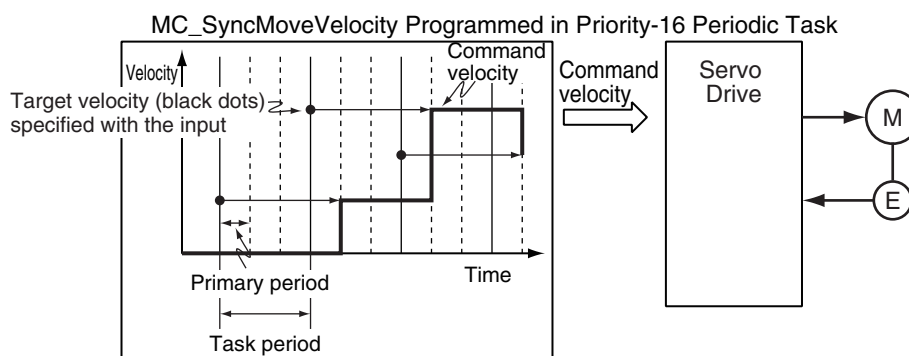 MC_SyncMoveVelocity Programmed in Priority-16 Periodic Task
Velocity
Command
velocity
Target velocity (black dots)
specified with the input
Primary period
Time
Task period
Command
velocity
Servo
Drive
M
E